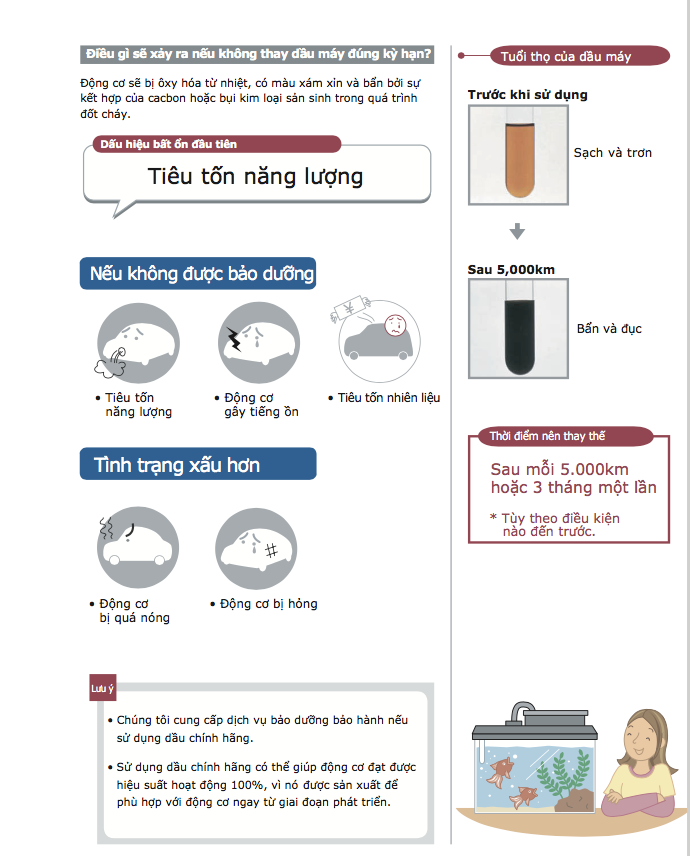 Điều gì sẽ xảy ra nếu không thay dầu máy đúng kỳ hạn?
Động cơ sẽ bị ôxy hóa từ nhiệt, có màu xám xỉn và bẩn bởi sự
kết hợp của cacbon hoặc bụi kim loại sản sinh trong quá trình
đốt cháy.
Dấu hiệu bất ổn đầu tiên
Tiêu tốn năng lượng
Nếu không được bảo dưỡng
¥
• Tiêu tốn
năng lượng
• Động cơ
gây tiếng ồn
• Tiêu tốn nhiên liệu
Tình trạng xấu hơn
• Động cơ
bị quá nóng
• Động cơ bị hỏng
Lưu ý
• Chúng tôi cung cấp dịch vụ bảo dưỡng bảo hành nếu
sử dụng dầu chính hãng.
• Sử dụng dầu chính hãng có thể giúp động cơ đạt được
hiệu suất hoạt động 100%, vì nó được sản xuất để
phù hợp với động cơ ngay từ giai đoạn phát triển.
Tuổi thọ của dầu máy
Trước khi sử dụng
Sạch và trơn
Sau 5,000km
Bẩn và đục
Thời điểm nên thay thế
Sau mỗi 5.000km
hoặc 3 tháng một lần
* Tùy theo điều kiện
nào đến trước.